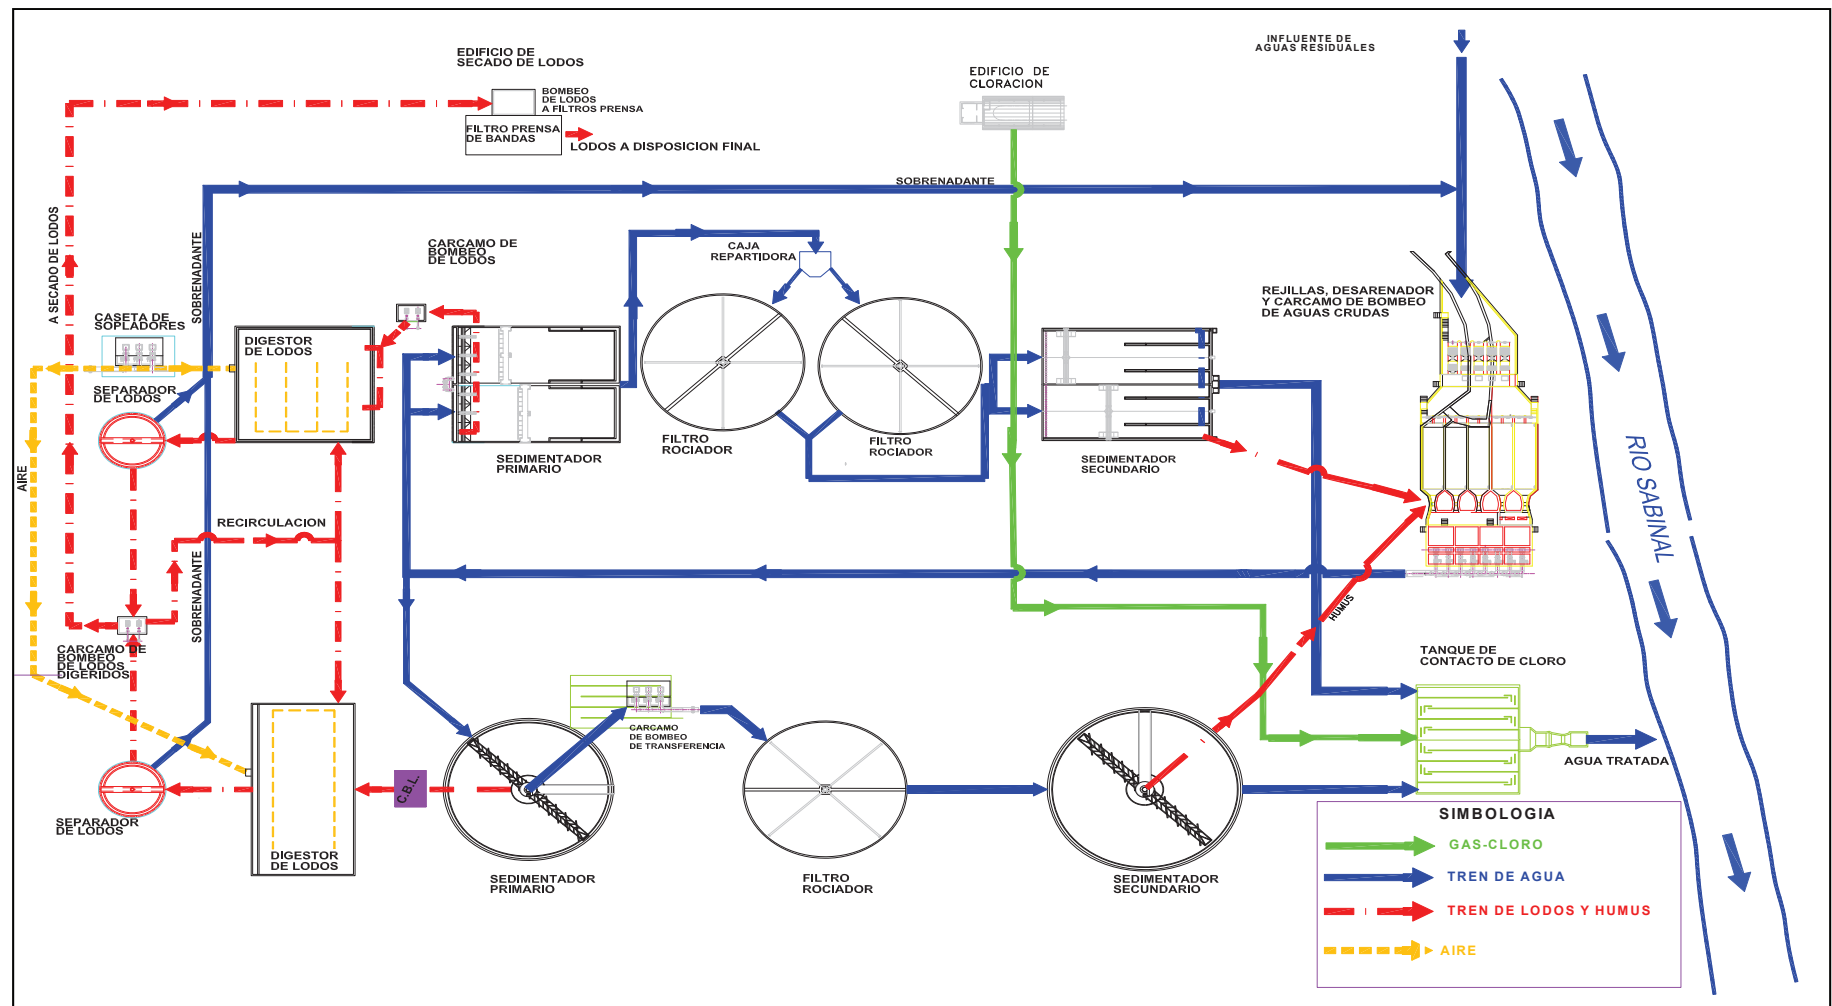 EDIFICIO DE
SECADO DE LODOS
BOMBEO
DE LODOS
A FILTROS PRENSA
FILTRO PRENSA
DE BANDAS
LODOS A DISPOSICION FINAL
EDIFICIO DE
CLORACION
INFLUENTE DE
AGUAS RESIDUALES
SOBRENADANTE
A SECADO DE LODOS
SOBRENADANTE
CARCAMO DE
BOMBEO
DE LODOS
CAJA
REPARTIDORA
REJILLAS, DESARENADOR
Y CARCAMO DE BOMBEO
DE AGUAS CRUDAS
CASETA DE
SOPLADORES
DIGESTOR
DE LODOS
SEPARADOR
DE LODOS
FILTRO
ROCIADOR
FILTRO
ROCIADOR
SEDIMENTADOR
PRIMARIO
SEDIMENTADOR
SECUNDARIO
AIRE
RECIRCULACION
RIO SABINAL
SOBRENADANTE
HUMUS
CARCAMO DE
BOMBEO
DE LODOS
DIGERIDOS
TANQUE DE
CONTACTO DE CLORO
CARCAMO
DE BOMBEO
DE TRANSFERENCIA
AGUA TRATADA
C.B.L.
SEPARADOR
DE LODOS
DIGESTOR
DE LODOS
SEDIMENTADOR
PRIMARIO
FILTRO
ROCIADOR
SEDIMENTADOR
SECUNDARIO
SIMBOLOGIA
GAS-CLORO
TREN DE AGUA
TREN DE LODOS Y HUMUS
AIRE